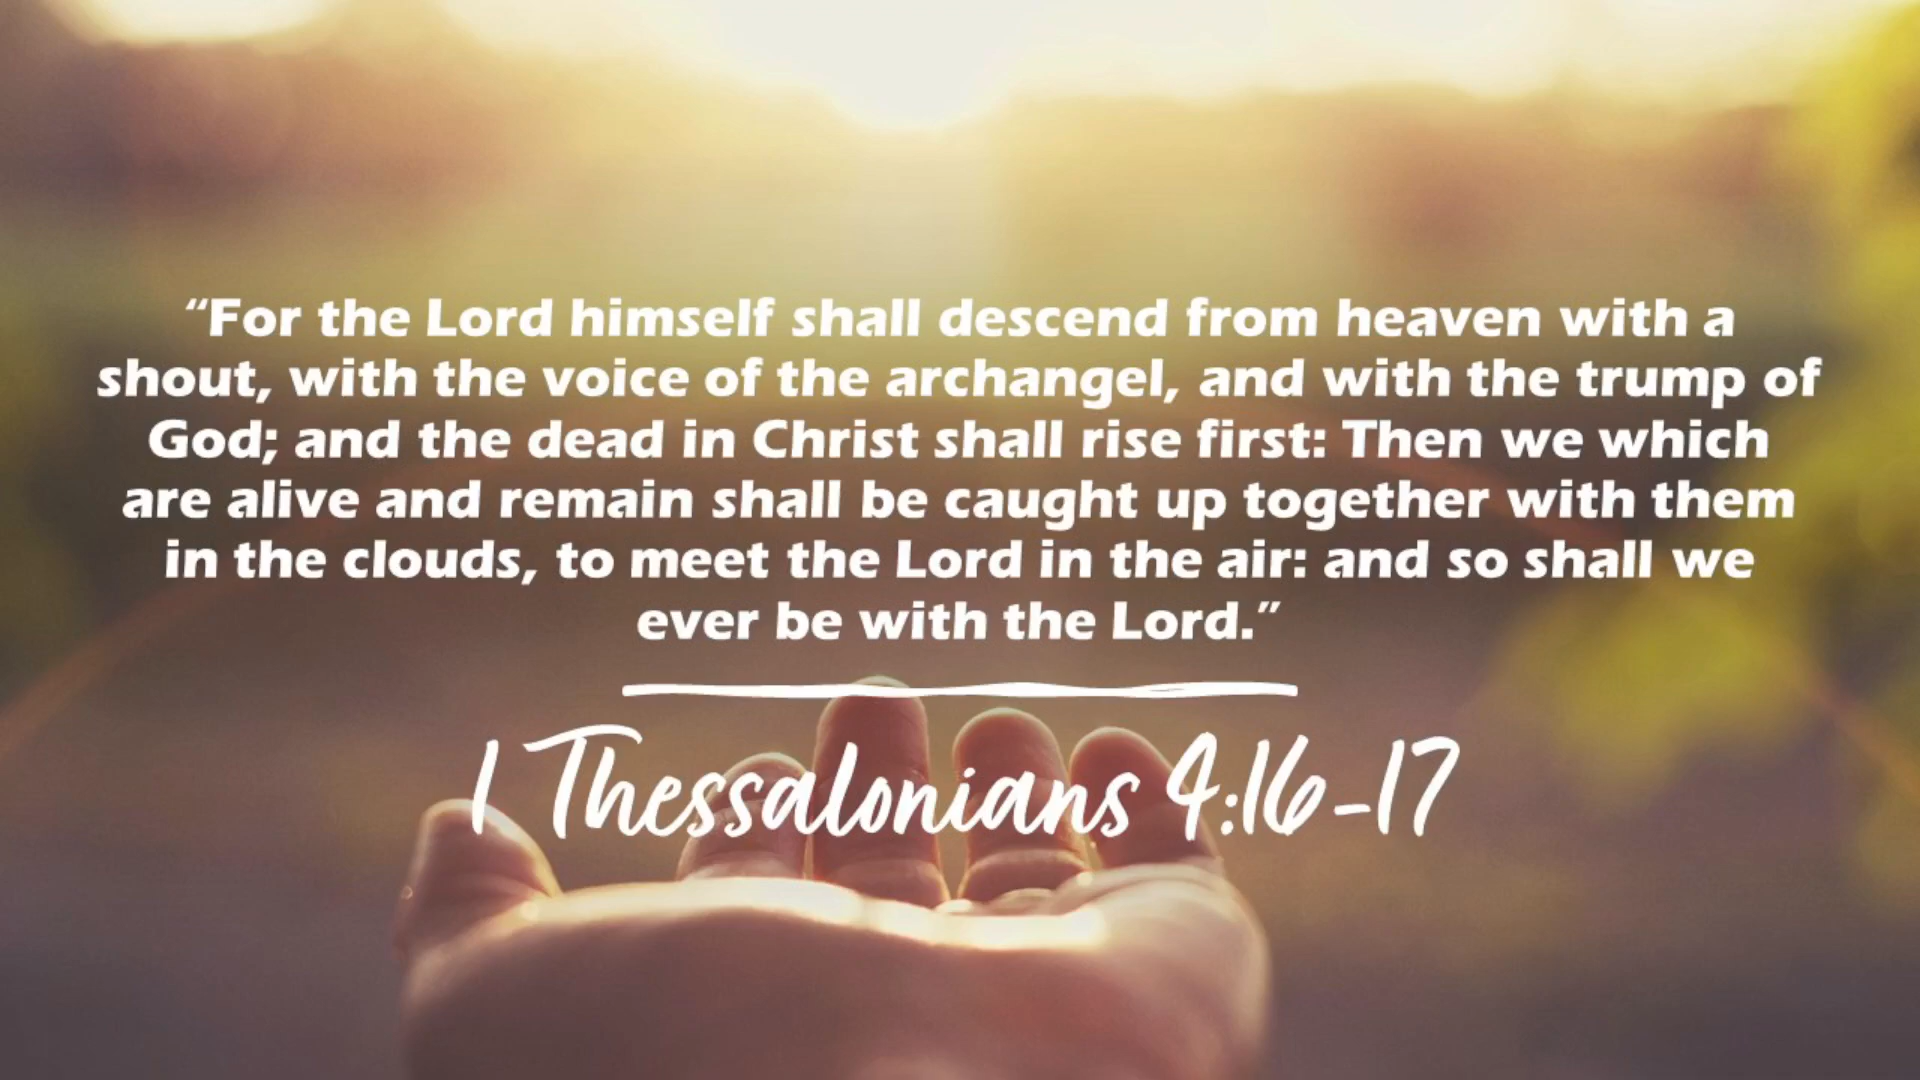 “For the Lord himself shall descend from heaven with a
shout, with the voice of the archangel, and with the trump of
God; and the dead in Christ shall rise first: Then we which
are alive and remain shall be caught up together with them
in the clouds, to meet the Lord in the air: and so shall we
ever be with the Lord.”
1 Thessalonians 4:16-17